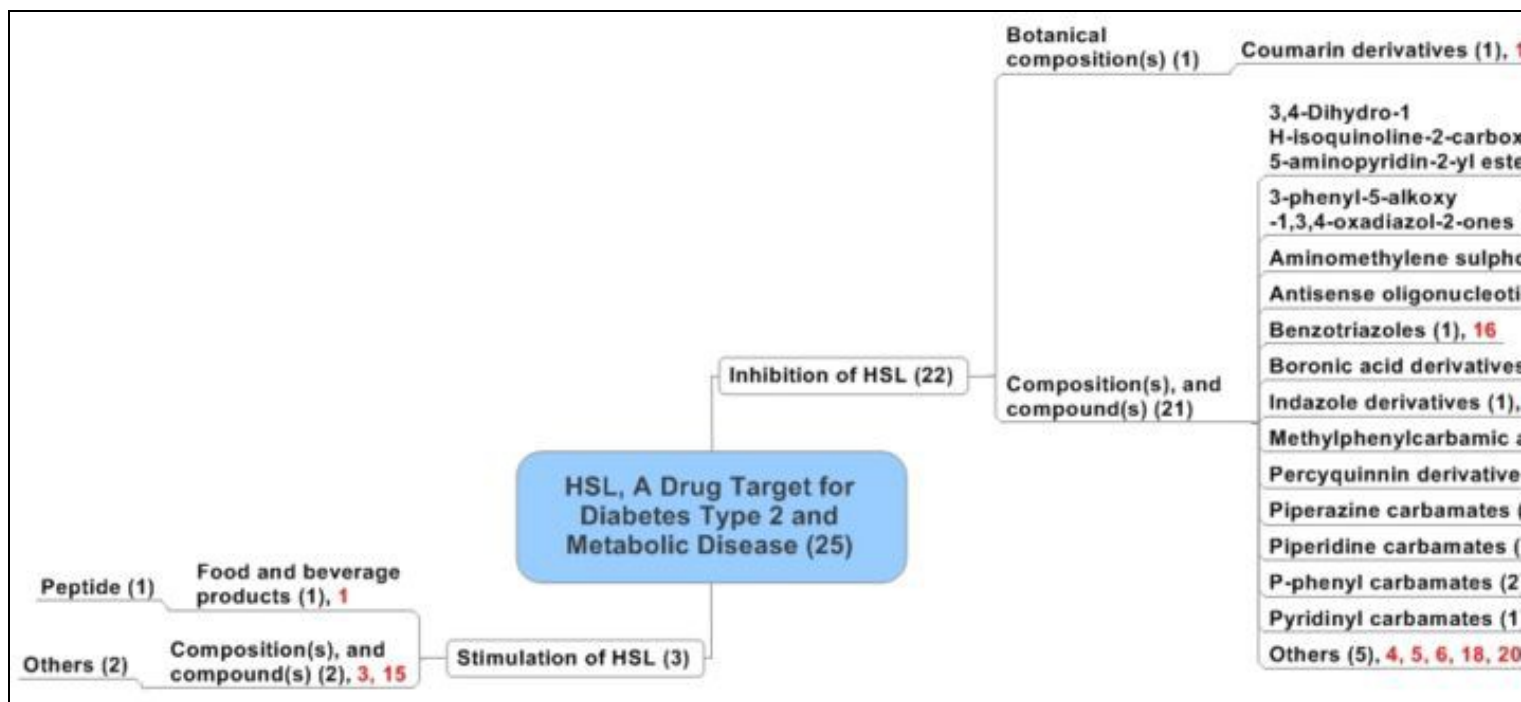 Botanical
composition(s) (1)
Coumarin derivatives (1),
3,4-Dihydro-1
H-isoquinoline-2-carbox
5-aminopyridin-2-yl este
3-phenyl-5-alkoxy
-1,3,4-oxadiazol-2-ones
Aminomethylene sulpho
Antisense oligonucleoti
Benzotriazoles (1), 16
Boronic acid derivatives
Indazole derivatives (1),
Methylphenylcarbamic a
Percyquinnin derivative
Piperazine carbamates (
Piperidine carbamates (
P-phenyl carbamates (2
Pyridinyl carbamates (1
Others (5), 4, 5, 6, 18, 20
Composition(s), and
compound(s) (21)
Inhibition of HSL (22)
HSL, A Drug Target for
Diabetes Type 2 and
Metabolic Disease (25)
Stimulation of HSL (3)
Food and beverage
products (1), 1
Peptide (1)
Composition(s), and
compound(s) (2), 3, 15
Others (2)